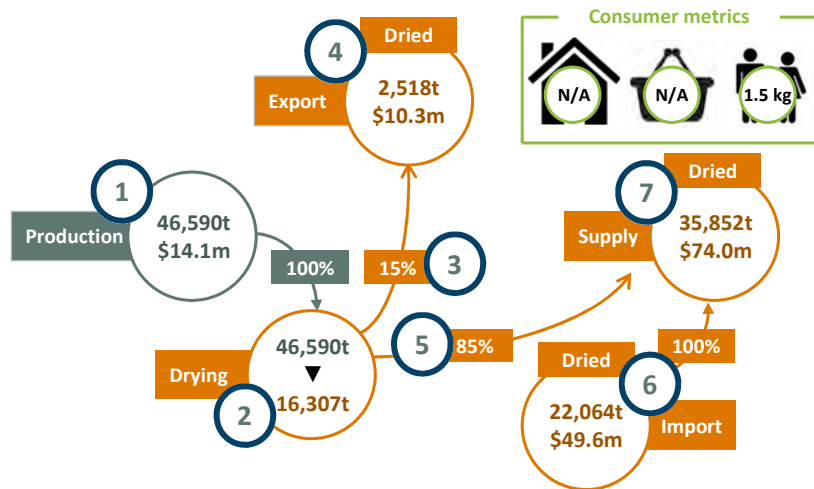 Consumer metrics
N/A
N/A
1.5 kg
4
Dried
Export
2,518t
$10.3m
1
Production
46,590t
$14.1m
100%
15%
3
7
Dried
Supply
35,852t
$74.0m
Drying
2
46,590t
▼
16,307t
5
85%
100%
Dried
6
22,064t
$49.6m
Import